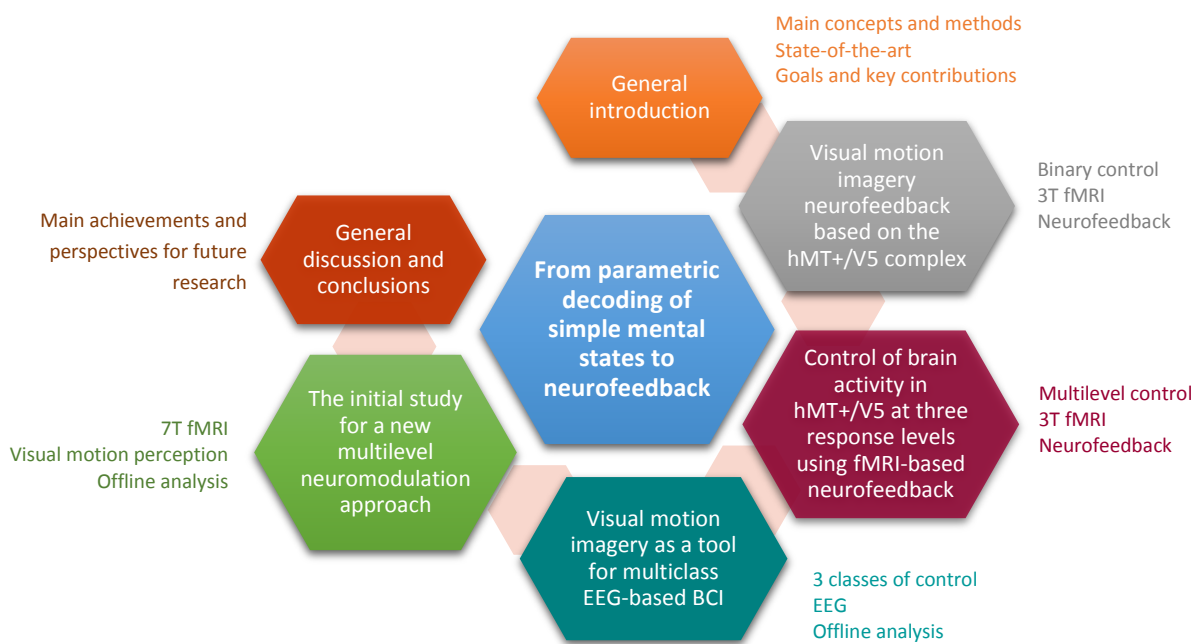 Main concepts and methods
State-of-the-art
Goals and key contributions
General
introduction
Visual motion
imagery
neurofeedback
based on the
hMT+/V5 complex
Binary control
3T fMRI
Neurofeedback
Main achievements and
perspectives for future
research
General
discussion and
conclusions
From parametric
decoding of
simple mental
states to
neurofeedback
Control of brain
activity in
hMT+/V5 at three
response levels
using fMRI-based
neurofeedback
Multilevel control
3T fMRI
Neurofeedback
7T fMRI
Visual motion perception
Offline analysis
The initial study
for a new
multilevel
neuromodulation
approach
Visual motion
imagery as a tool
for multiclass
EEG-based BCI
3 classes of control
EEG
Offline analysis